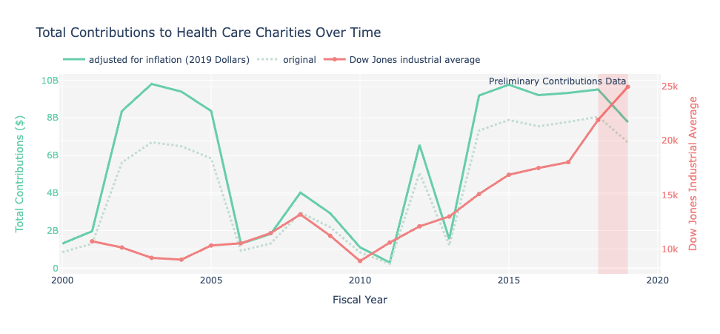 Total Contributions to Health Care Charities Over Time
adjusted for inflation (2019 Dollars) original Dow Jones industrial average
Preliminary Contributions Data
10B
8B
6B
4B
2B
0
Total Contributions ($)
25k
20k
15k
10k
Dow Jones Industrial Average
2000 2005 2010 2015 2020
Fiscal Year